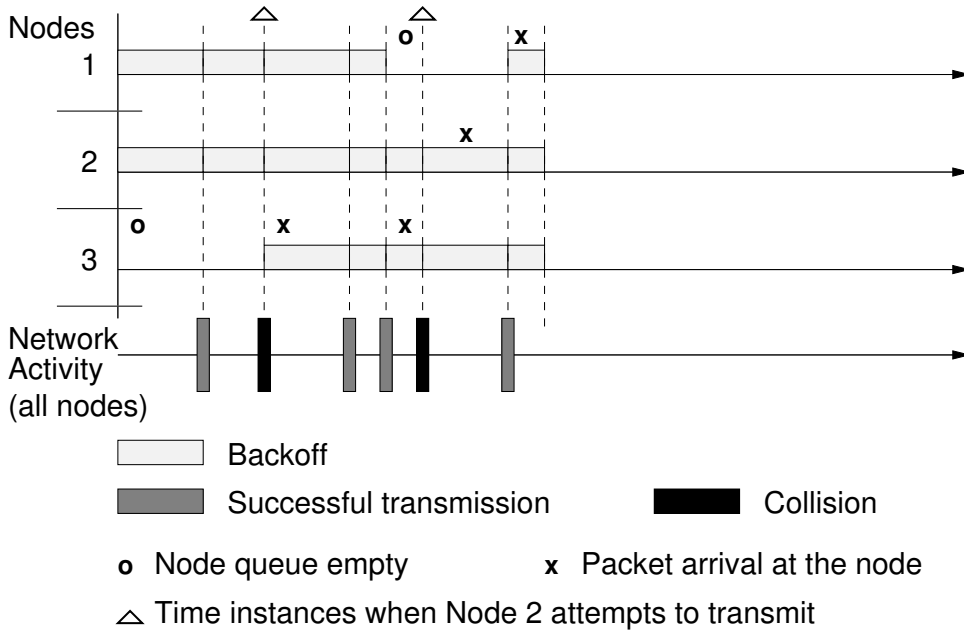 Nodes
o
x
1
x
2
o
x
x
3
Network
Activity
(all nodes)
Backoff
Successful transmission
Collision
o Node queue empty
x Packet arrival at the node
Time instances when Node 2 attempts to transmit